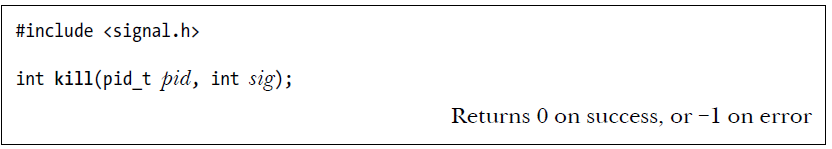 #include <signal.h>
int kill(pid_t pid, int sig);
Returns 0 on success, or −1 on error